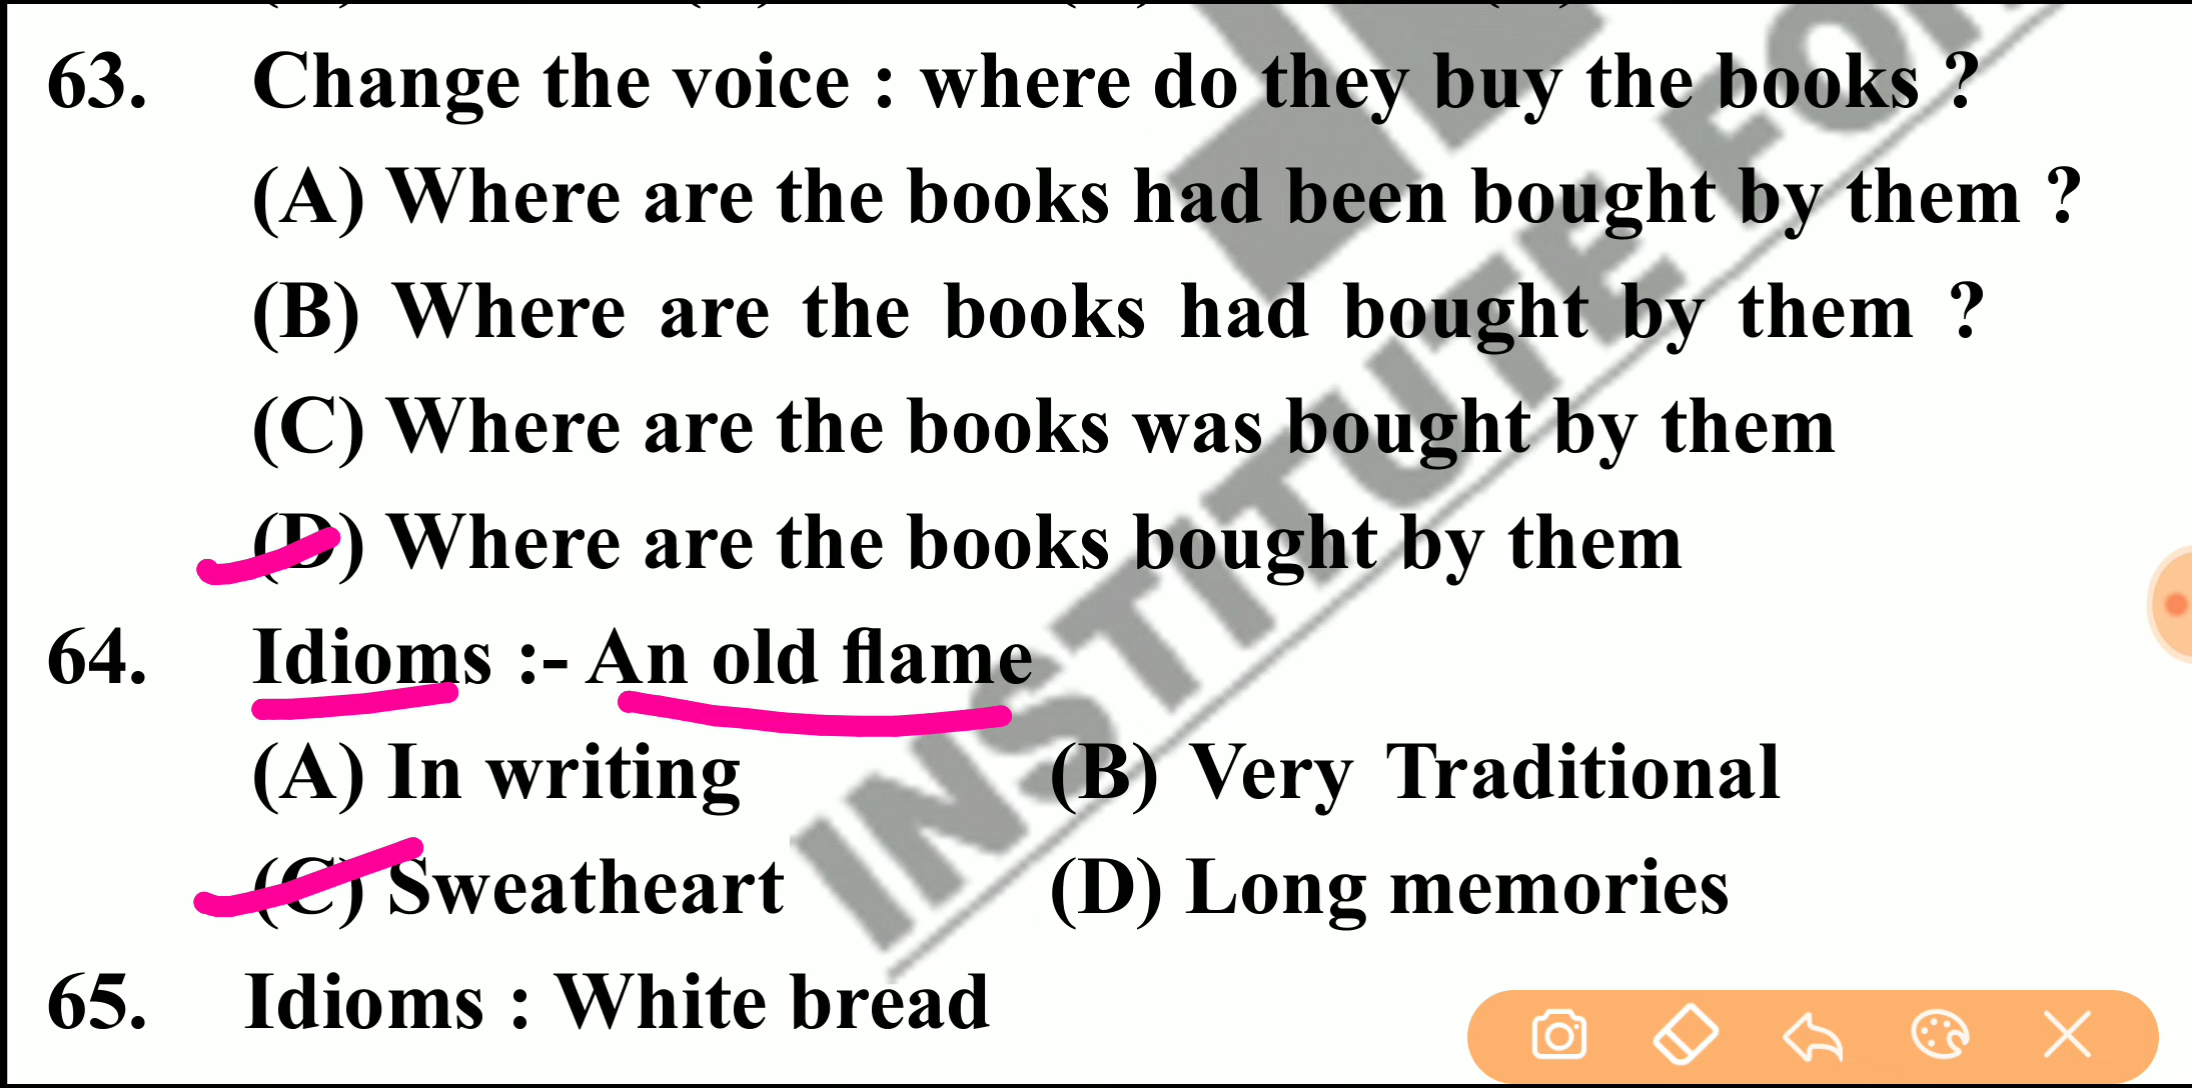 63. Change the voice : where do they buy the books ?
(A) Where are the books had been bought by them ?
(B) Where are the books had bought by them ?
(C) Where are the books was bought by them
(D) Where are the books bought by them
64. Idioms :- An old flame
(A) In writing (B) Very Traditional
(C) Sweatheart (D) Long memories
65. Idioms : White bread
INSTITUTE FOR